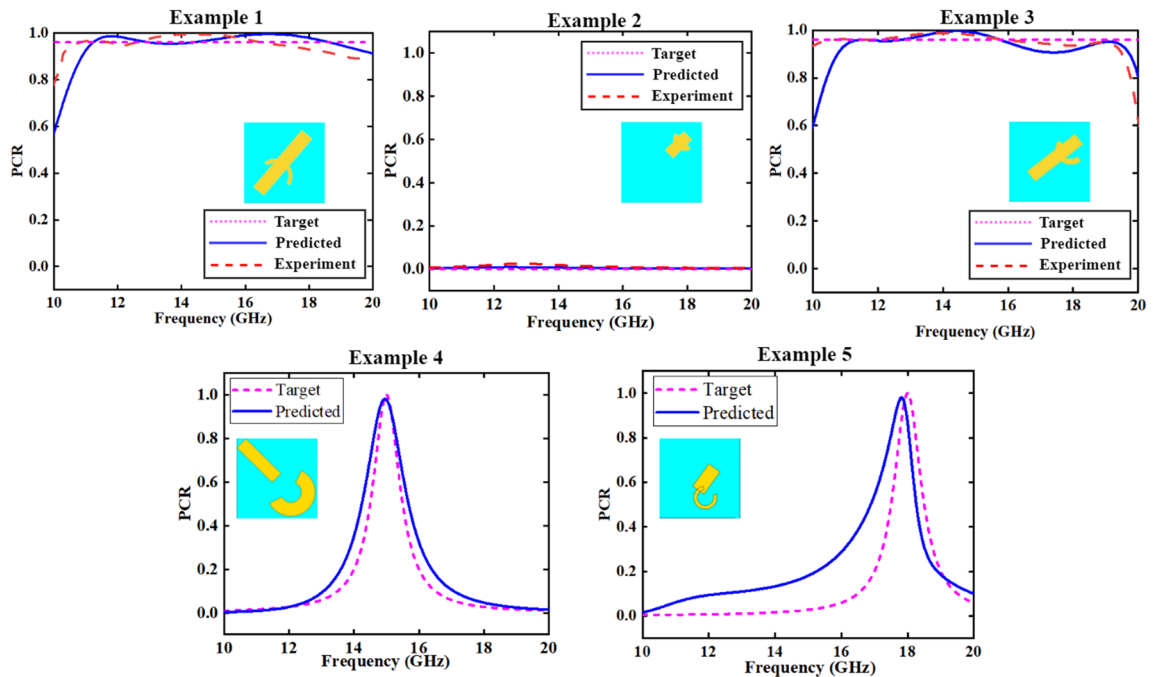 Example 1
PCR
1.0
0.8
0.6
0.4
0.2
0.0
Target
Predicted
Experiment
10 12 14 16 18 20
Frequency (GHz)
Example 2
PCR
1.0
0.8
0.6
0.4
0.2
0.0
Target
Predicted
Experiment
10 12 14 16 18 20
Frequency (GHz)
Example 3
PCR
1.0
0.8
0.6
0.4
0.2
0.0
Target
Predicted
Experiment
10 12 14 16 18 20
Frequency (GHz)
Example 4
PCR
1.0
0.8
0.6
0.4
0.2
0.0
Target
Predicted
10 12 14 16 18 20
Frequency (GHz)
Example 5
PCR
1.0
0.8
0.6
0.4
0.2
0.0
Target
Predicted
10 12 14 16 18 20
Frequency (GHz)